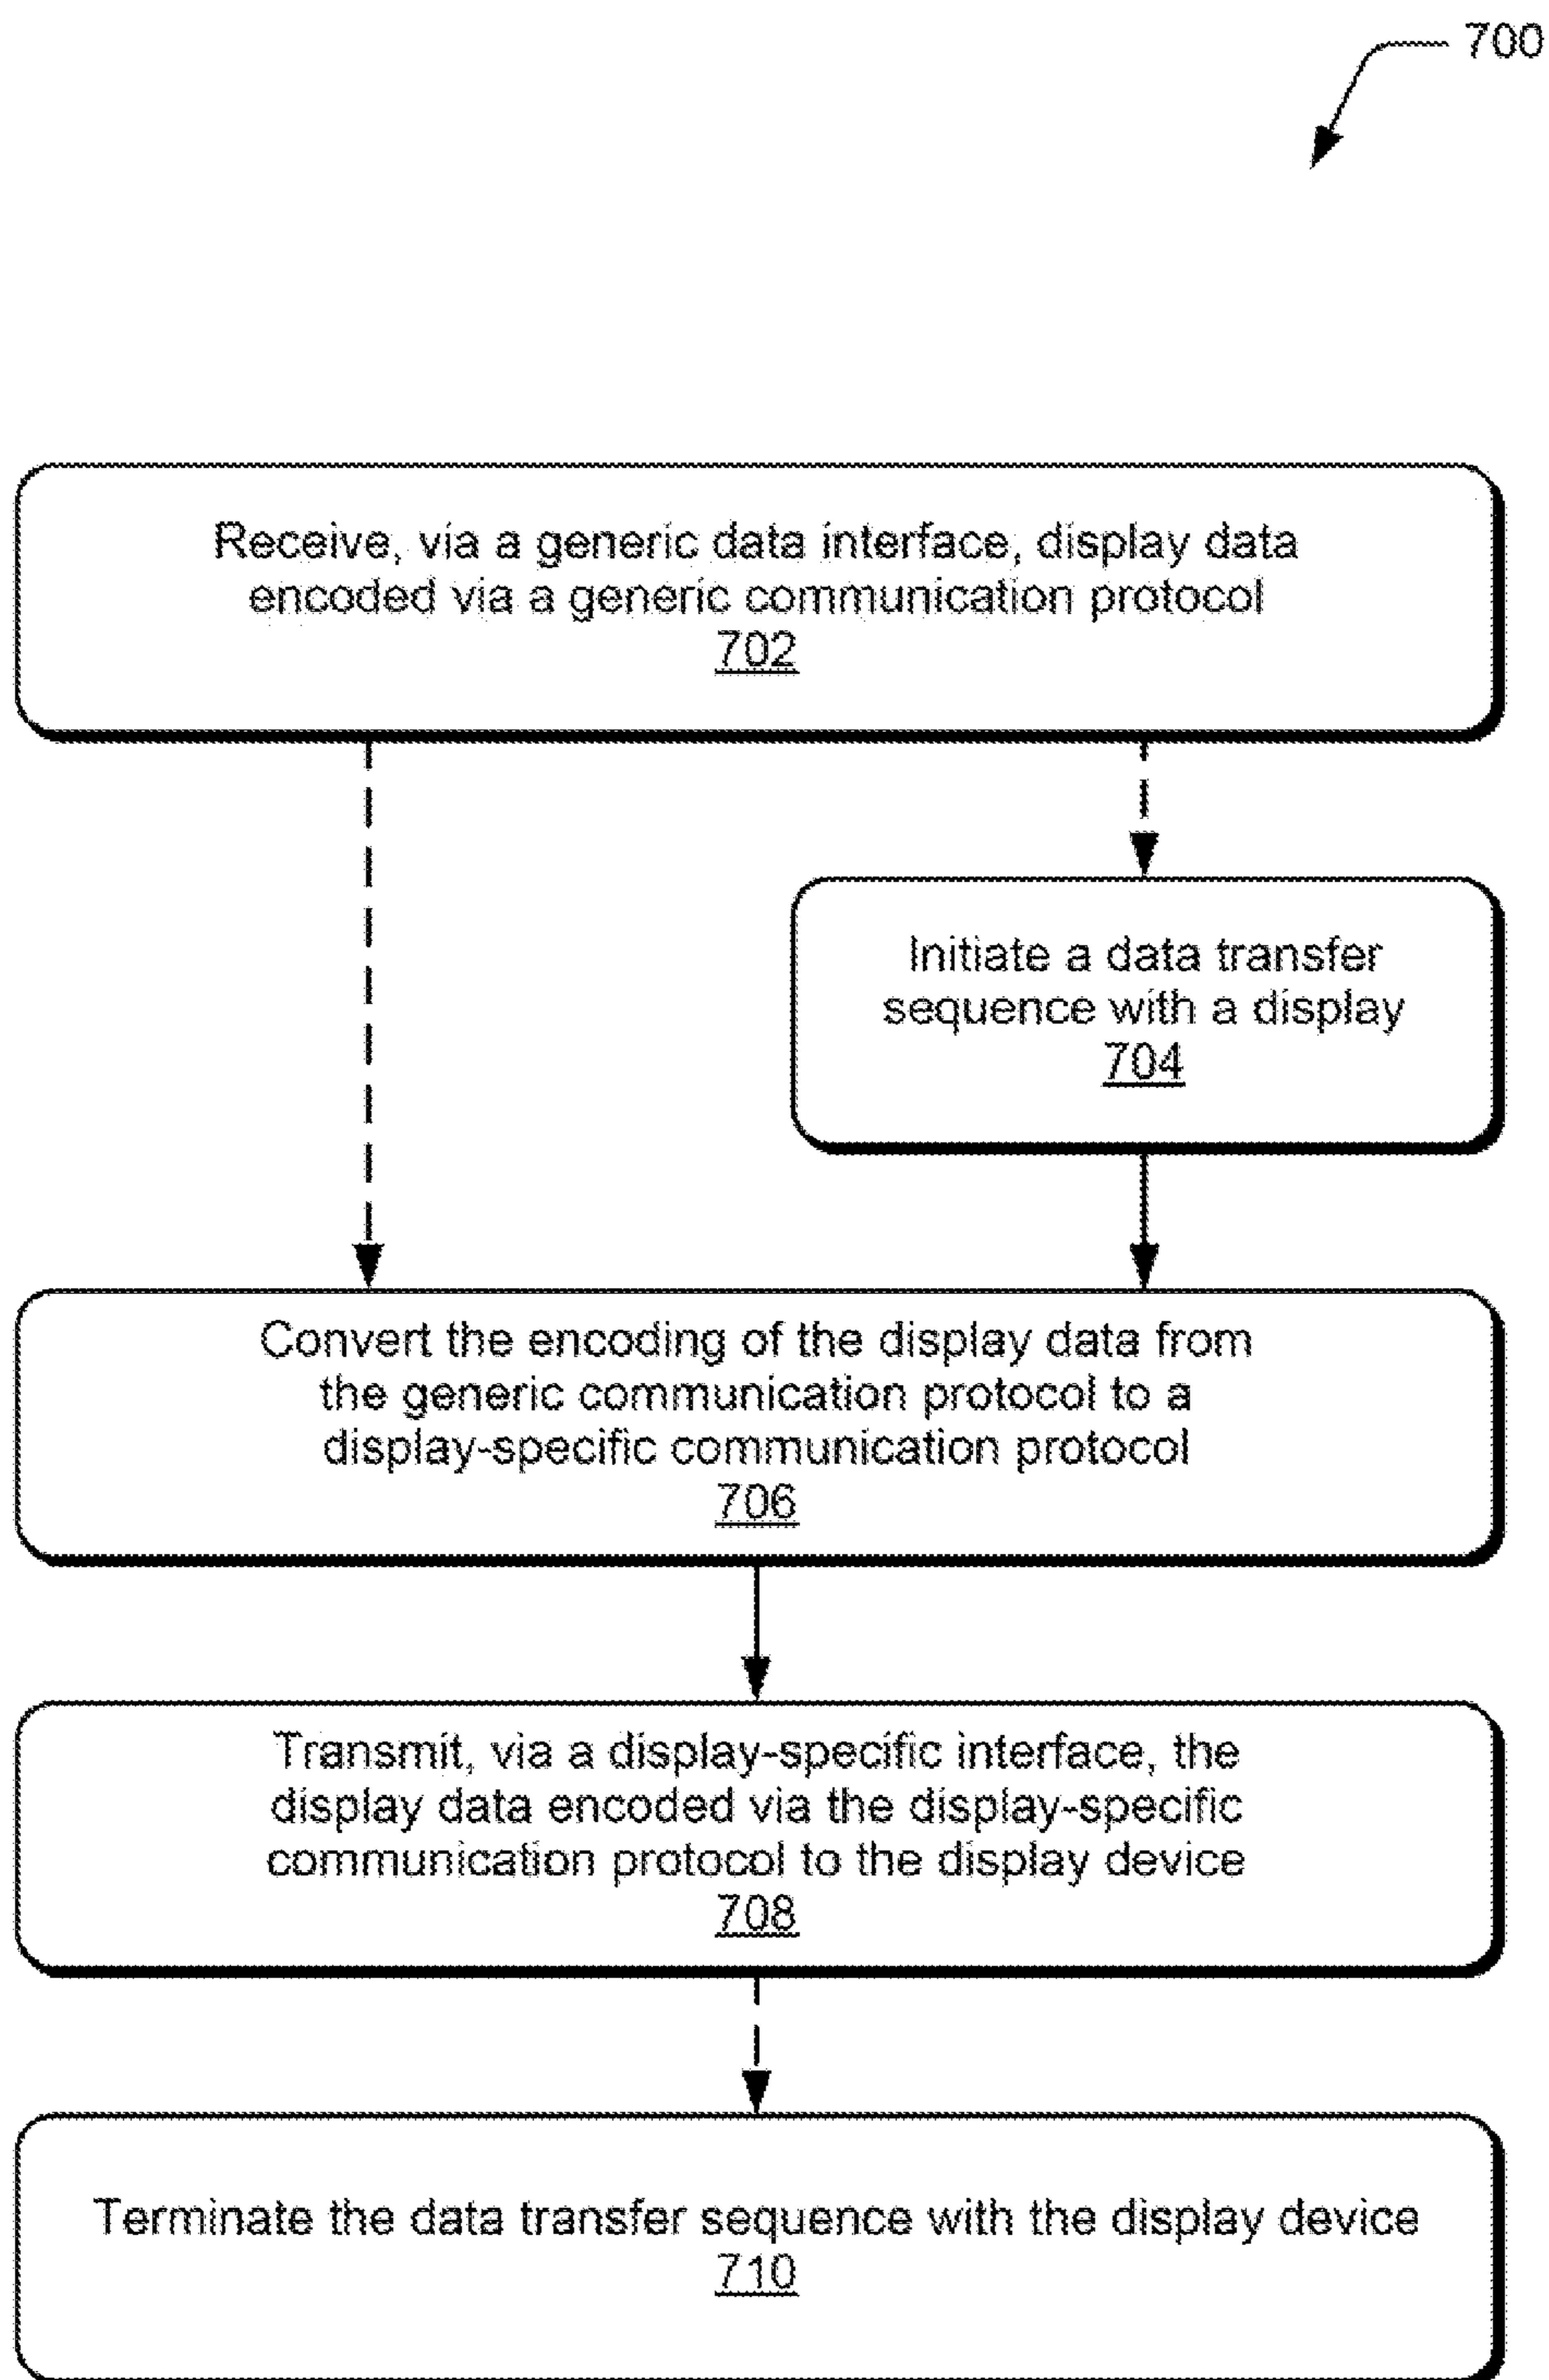 700
Receive, via a generic data interface, display data
encoded via a generic communication protocol
702
Initiate a data transfer
sequence with a display
704
Convert the encoding of the display data from
the generic communication protocol to a
display-specific communication protocol
706
Transmit, via a display-specific interface, the
display data encoded via the display-specific
communication protocol to the display device
708
Terminate the data transfer sequence with the display device
710